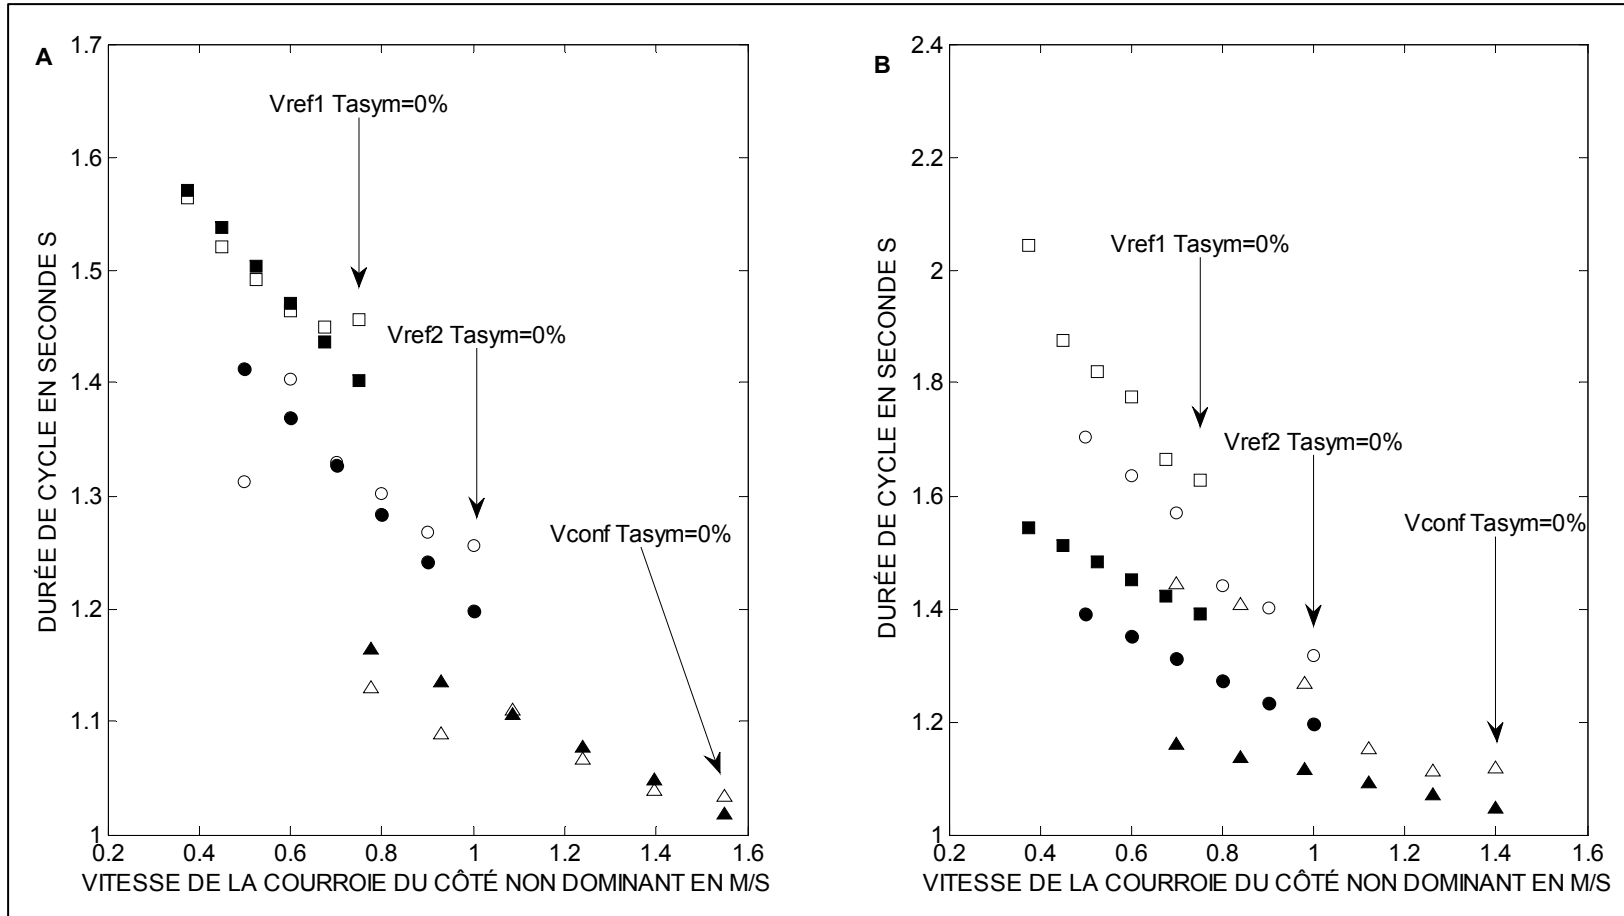 A
1.7
1.6
1.5
1.4
1.3
1.2
1.1
1
0.2 0.4 0.6 0.8 1 1.2 1.4 1.6
DURÉE DE CYCLE EN SECONDE S
VITESSE DE LA COURROIE DU CÔTÉ NON DOMINANT EN M/S
Vref1 Tasym=0%
Vref2 Tasym=0%
Vconf Tasym=0%
B
2.4
2.2
2
1.8
1.6
1.4
1.2
1
0.2 0.4 0.6 0.8 1 1.2 1.4 1.6
DURÉE DE CYCLE EN SECONDE S
VITESSE DE LA COURROIE DU CÔTÉ NON DOMINANT EN M/S
Vref1 Tasym=0%
Vref2 Tasym=0%
Vconf Tasym=0%